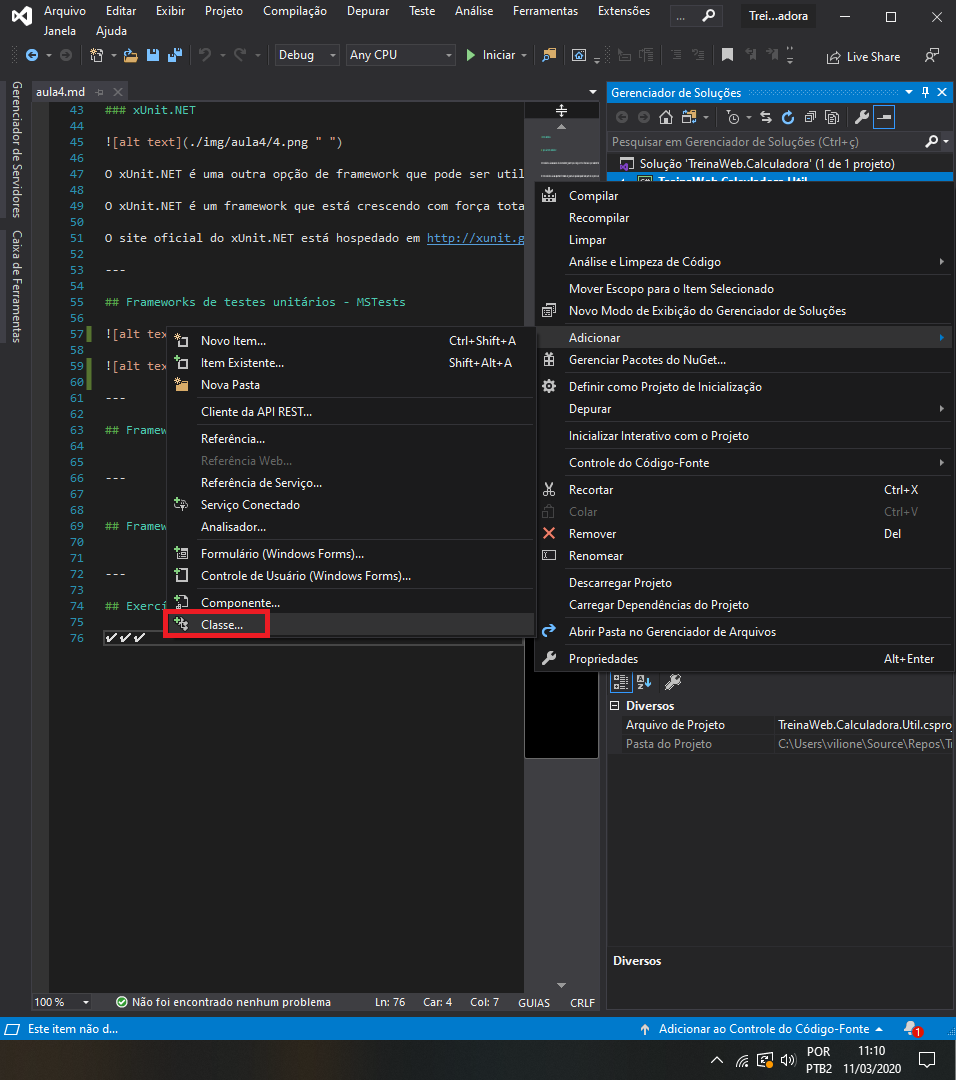 Arquivo Editar Exibir Projeto Compilação Depurar Teste Análise Ferramentas Extensões
Janela Ajuda
... Trei...adora
Debug Any CPU Iniciar Live Share
Gerenciador de Servidores
Caixa de Ferramentas
aula4.md
43 ### xUnit.NET
44
45 ![alt text](./img/aula4/4.png " ")
46
47 O xUnit.NET é uma outra opção de framework que pode ser util
48
49 O xUnit.NET é um framework que está crescendo com força tota
50
51 O site oficial do xUnit.NET está hospedado em http://xunit.g
52
53 ---
54
55 ## Frameworks de testes unitários - MSTests
56
57 ![alt tex
58
59 ![alt tex
60
61 ---
62
63 ## Framew
64
65
66 ---
67
68
69 ## Framew
70
71
72 ---
73
74 ## Exercí
75
76 ✔✔✔
Novo Item... Ctrl+Shift+A
Item Existente... Shift+Alt+A
Nova Pasta
Cliente da API REST...
Referência...
Referência Web...
Referência de Serviço...
Serviço Conectado
Analisador...
Formulário (Windows Forms)...
Controle de Usuário (Windows Forms)...
Componente...
Classe...
Gerenciador de Soluções
Pesquisar em Gerenciador de Soluções (Ctrl+ç)
Solução 'TreinaWeb.Calculadora' (1 de 1 projeto)
TreinaWeb.Calculadora.Util
Compilar
Recompilar
Limpar
Análise e Limpeza de Código
Mover Escopo para o Item Selecionado
Novo Modo de Exibição do Gerenciador de Soluções
Adicionar
Gerenciar Pacotes do NuGet...
Definir como Projeto de Inicialização
Depurar
Inicializar Interativo com o Projeto
Controle do Código-Fonte
Recortar Ctrl+X
Colar Ctrl+V
Remover Del
Renomear
Descarregar Projeto
Carregar Dependências do Projeto
Abrir Pasta no Gerenciador de Arquivos
Propriedades Alt+Enter
Diversos
Arquivo de Projeto TreinaWeb.Calculadora.Util.csproj
Pasta do Projeto C:\Users\vilione\Source\Repos\Tr
Diversos
100 % Não foi encontrado nenhum problema Ln: 76 Car: 4 Col: 7 GUIAS CRLF
Este item não d... Adicionar ao Controle do Código-Fonte 1
POR 11:10
PTB2 11/03/2020